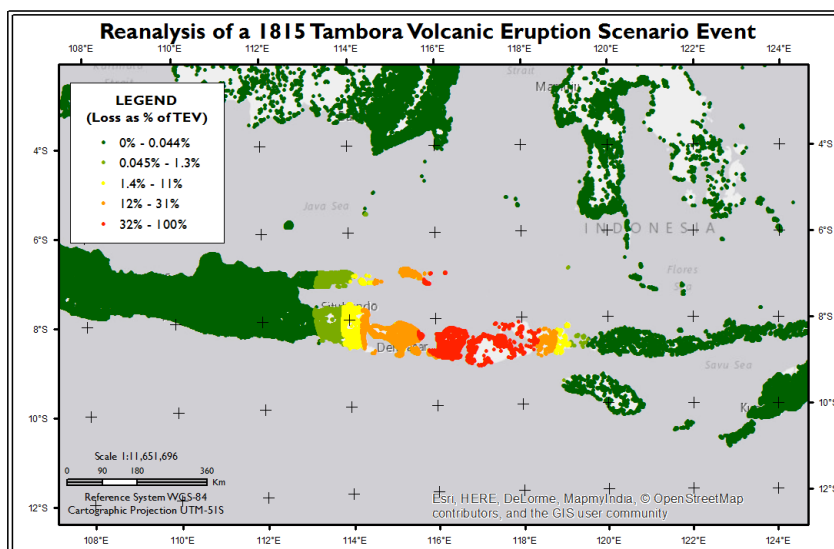 Reanalysis of a 1815 Tambora Volcanic Eruption Scenario Event
108°E 110°E 112°E 114°E 116°E 118°E 120°E 122°E 124°E
Strait
LEGEND
(Loss as % of TEV)
0% - 0.044%
0.045% - 1.3%
1.4% - 11%
12% - 31%
32% - 100%
4°S 4°S
Java Sea
INDONESIA
6°S 6°S
Flores
Sea
8°S 8°S
Savu Sea
10°S 10°S
Scale 1:11,651,696
0 90 180 360
Km
Reference System WGS-84
Cartographic Projection UTM-51S
Esri, HERE, DeLorme, MapmyIndia, © OpenStreetMap
contributors, and the GIS user community
12°S 12°S
108°E 110°E 112°E 114°E 116°E 118°E 120°E 122°E 124°E